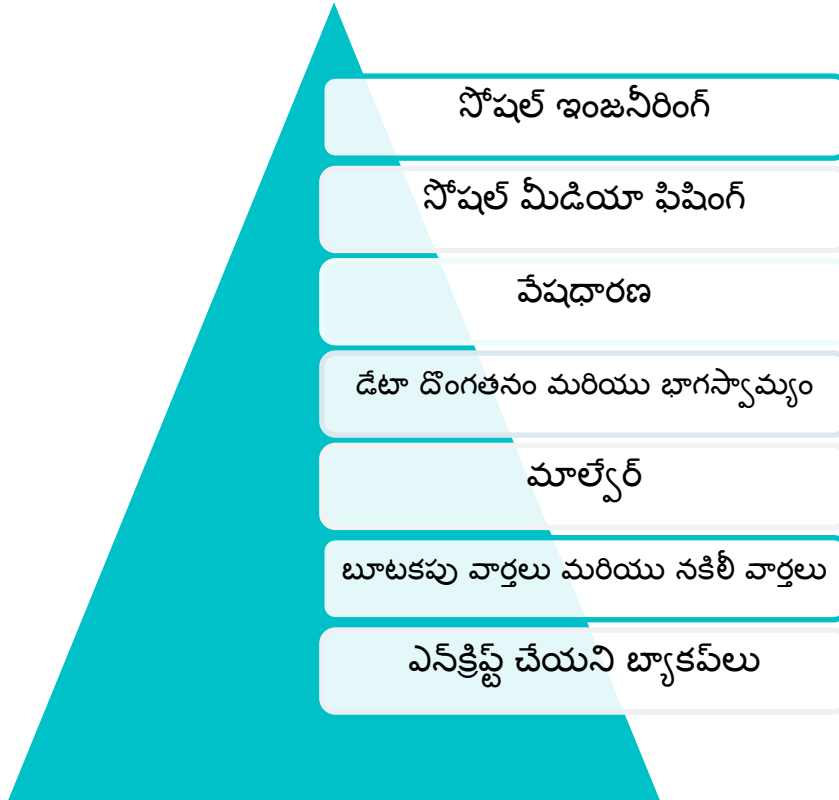 సోషల్ ఇంజనీరింగ్
సోషల్ మీడియా ఫిషింగ్
వేషధారణ
డేటా దొంగతనం మరియు భాగస్వామ్యం
మాల్వేర్
బూటకపు వార్తలు మరియు నకిలీ వార్తలు
ఎన్‌క్రిప్ట్ చేయని బ్యాకప్‌లు